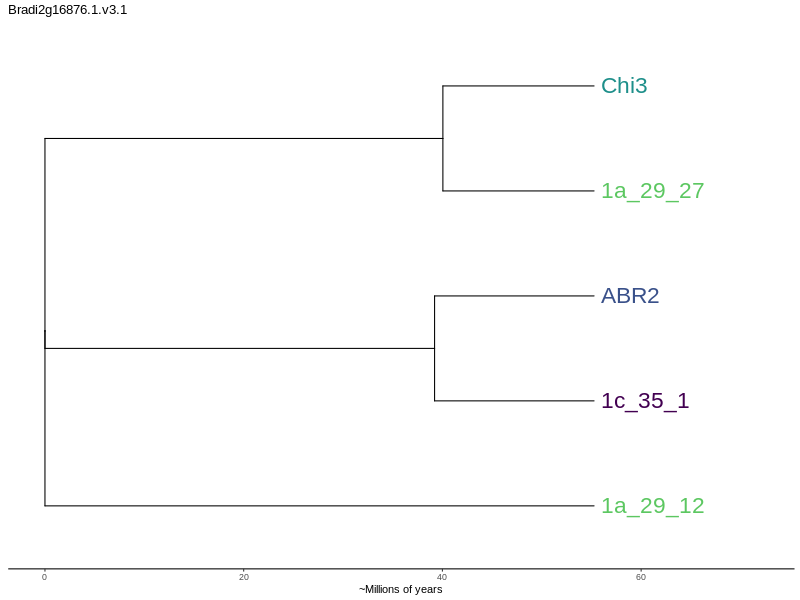 Bradi2g16876.1.v3.1
Chi3
1a_29_27
ABR2
1c_35_1
1a_29_12
0 20 40 60
~Millions of years